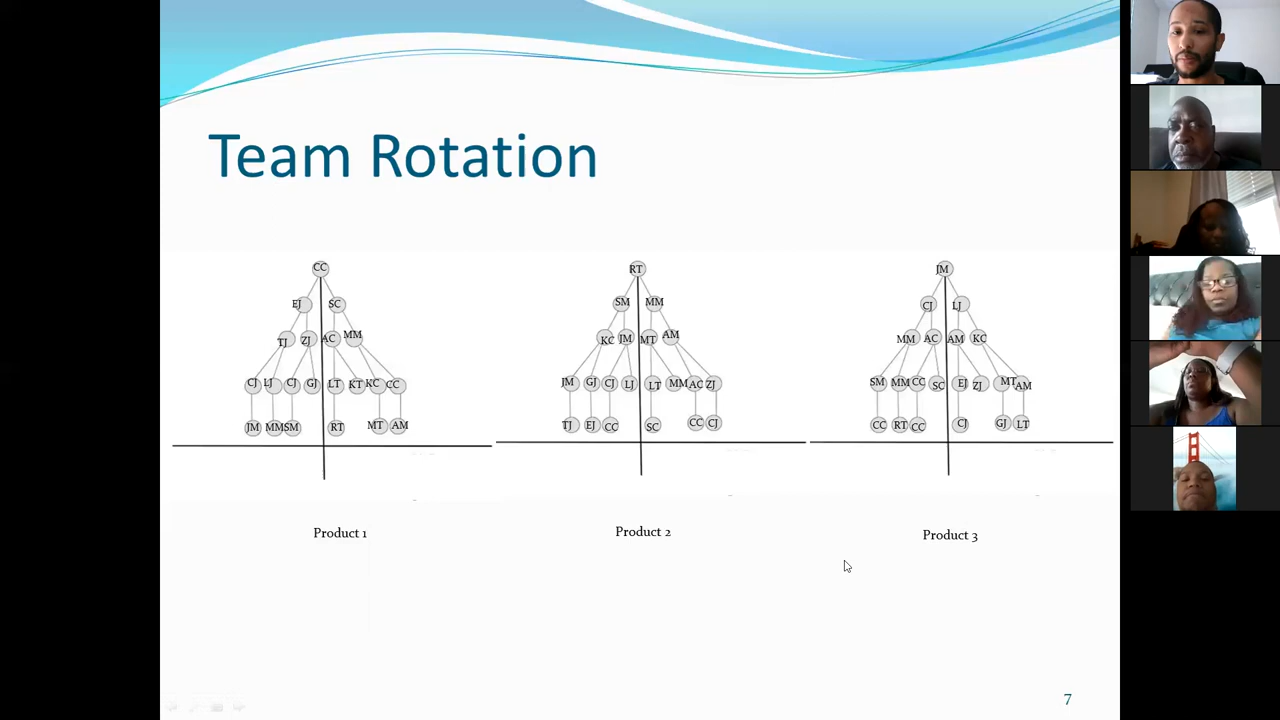 Team Rotation
CC
EJ SC
TJ ZJ AC MM
CJ LJ CJ GJ LT KT KC CC
JM MM SM RT MT AM
Product 1
RT
SM MM
KC JM MT AM
JM GJ CJ LJ LT MM AC ZJ
TJ EJ CC SC CC CJ
Product 2
JM
CJ LJ
MM AC AM KC
SM MM CC SC EJ ZJ MT AM
CC RT CC CJ GJ LT
Product 3
7